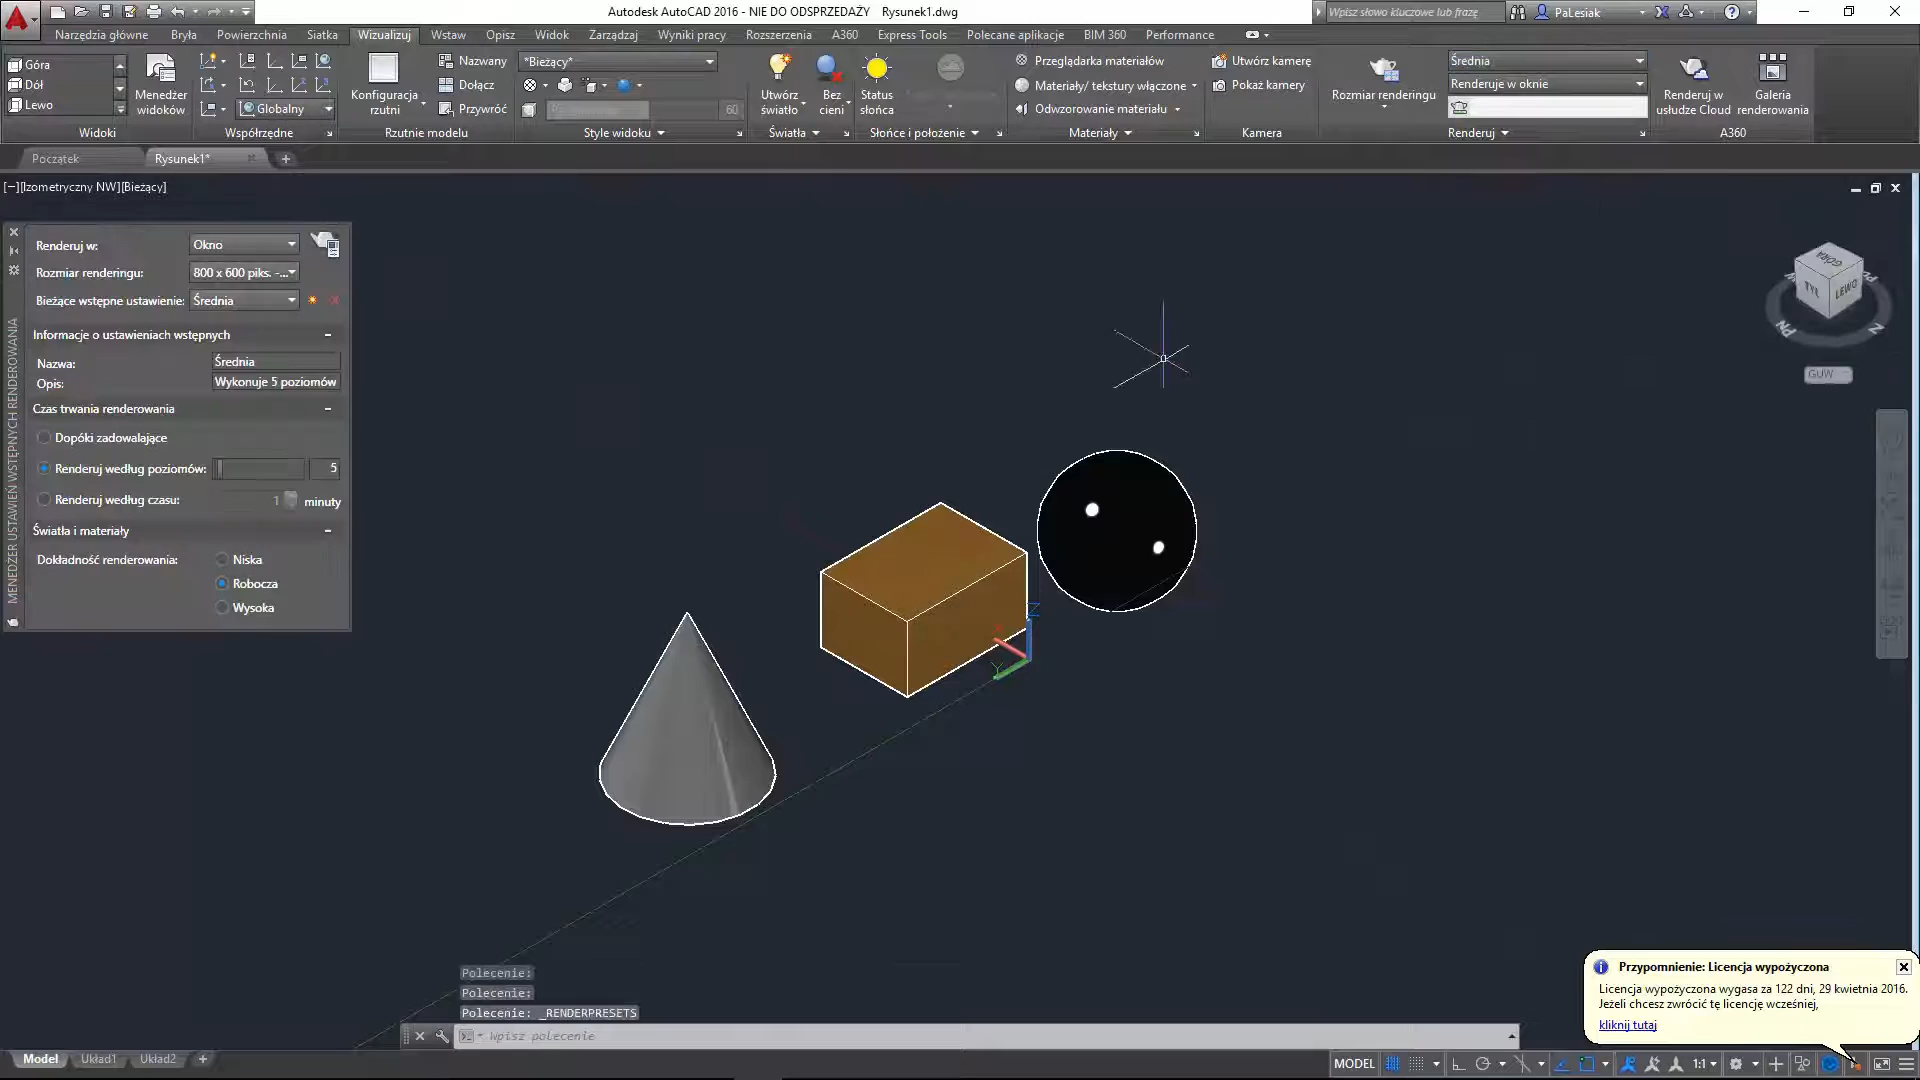 Autodesk AutoCAD 2016 - NIE DO ODSPRZEDAŻY Rysunek1.dwg
Wpisz słowo kluczowe lub frazę
PaLesiak
Narzędzia główne Bryła Powierzchnia Siatka Wizualizuj Wstaw Opisz Widok Zarządzaj Wyniki pracy Rozszerzenia A360 Express Tools Polecane aplikacje BIM 360 Performance
Góra
Dół
Lewo
Menedżer widoków
Widoki
Globalny
Współrzędne
Konfiguracja rzutni
Nazwany
Dołącz
Przywróć
Rzutnie modelu
*Bieżący*
60
Style widoku
Utwórz światło
Bez cieni
Światła
Status słońca
Słońce i położenie
Przeglądarka materiałów
Materiały/ tekstury włączone
Odwzorowanie materiału
Materiały
Utwórz kamerę
Pokaż kamery
Kamera
Rozmiar renderingu
Średnia
Renderuje w oknie
Renderuj
Renderuj w usłudze Cloud
Galeria renderowania
A360
Początek Rysunek1*
[−][Izometryczny NW][Bieżący]
MENEDŻER USTAWIEŃ WSTĘPNYCH RENDEROWANIA
Renderuj w: Okno
Rozmiar renderingu: 800 x 600 piks. -...
Bieżące wstępne ustawienie: Średnia
Informacje o ustawieniach wstępnych
Nazwa: Średnia
Opis: Wykonuje 5 poziomów
Czas trwania renderowania
Dopóki zadowalające
Renderuj według poziomów: 5
Renderuj według czasu: 1 minuty
Światła i materiały
Dokładność renderowania: Niska
Robocza
Wysoka
GÓRA
TYŁ
LEWO
PN
Z
GUW
X
Y
Z
Polecenie:
Polecenie:
Polecenie: _RENDERPRESETS
Wpisz polecenie
Przypomnienie: Licencja wypożyczona
Licencja wypożyczona wygasa za 122 dni, 29 kwietnia 2016.
Jeżeli chcesz zwrócić tę licencję wcześniej,
kliknij tutaj
Model Układ1 Układ2
MODEL 1:1